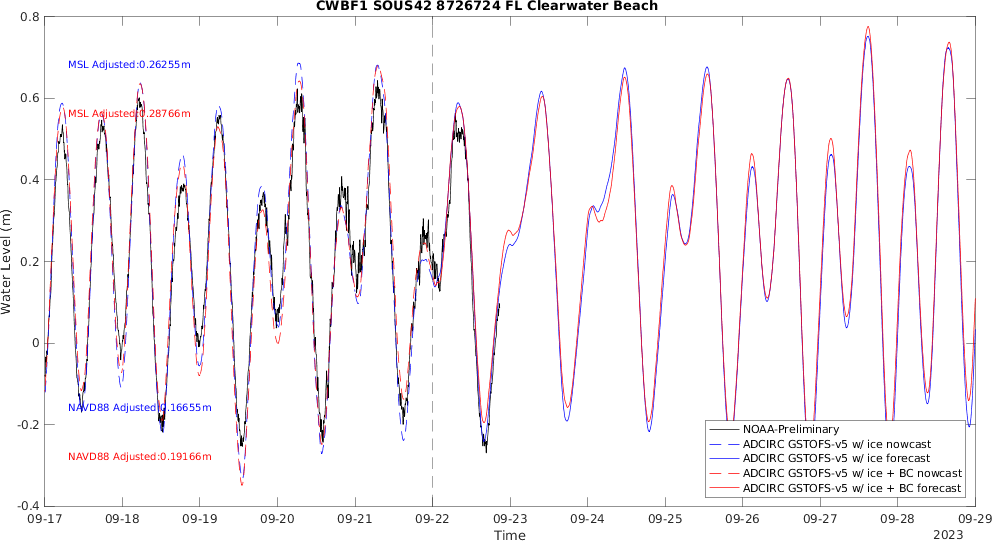 CWBF1 SOUS42 8726724 FL Clearwater Beach
0.8
0.6
0.4
0.2
0
-0.2
-0.4
Water Level (m)
MSL Adjusted:0.26255m
MSL Adjusted:0.28766m
NAVD88 Adjusted:0.16655m
NAVD88 Adjusted:0.19166m
NOAA-Preliminary
ADCIRC GSTOFS-v5 w/ ice nowcast
ADCIRC GSTOFS-v5 w/ ice forecast
ADCIRC GSTOFS-v5 w/ ice + BC nowcast
ADCIRC GSTOFS-v5 w/ ice + BC forecast
09-17 09-18 09-19 09-20 09-21 09-22 09-23 09-24 09-25 09-26 09-27 09-28 09-29
Time
2023